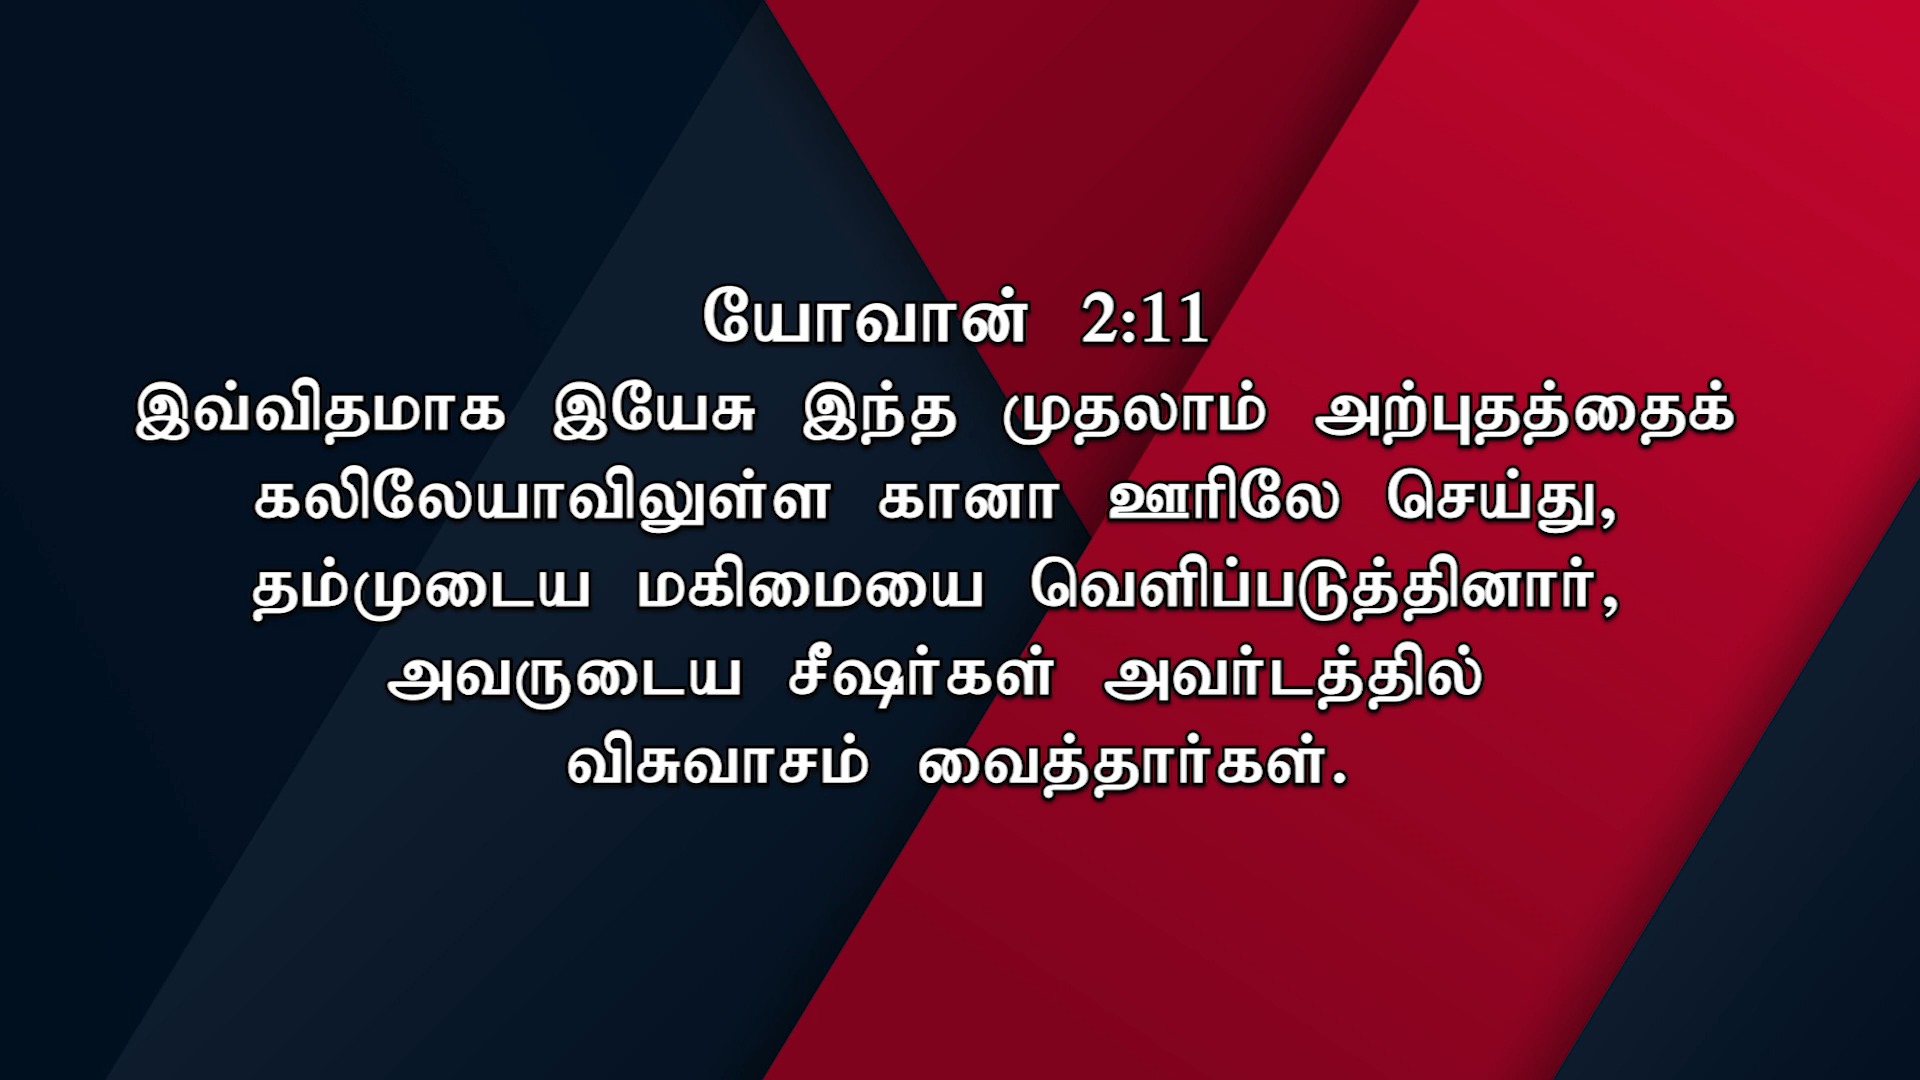 யோவான் 2:11
இவ்விதமாக இயேசு இந்த முதலாம் அற்புதத்தைக்
கலிலேயாவிலுள்ள கானா ஊரிலே செய்து,
தம்முடைய மகிமையை வெளிப்படுத்தினார்,
அவருடைய சீஷர்கள் அவர்டத்தில்
விசுவாசம் வைத்தார்கள்.